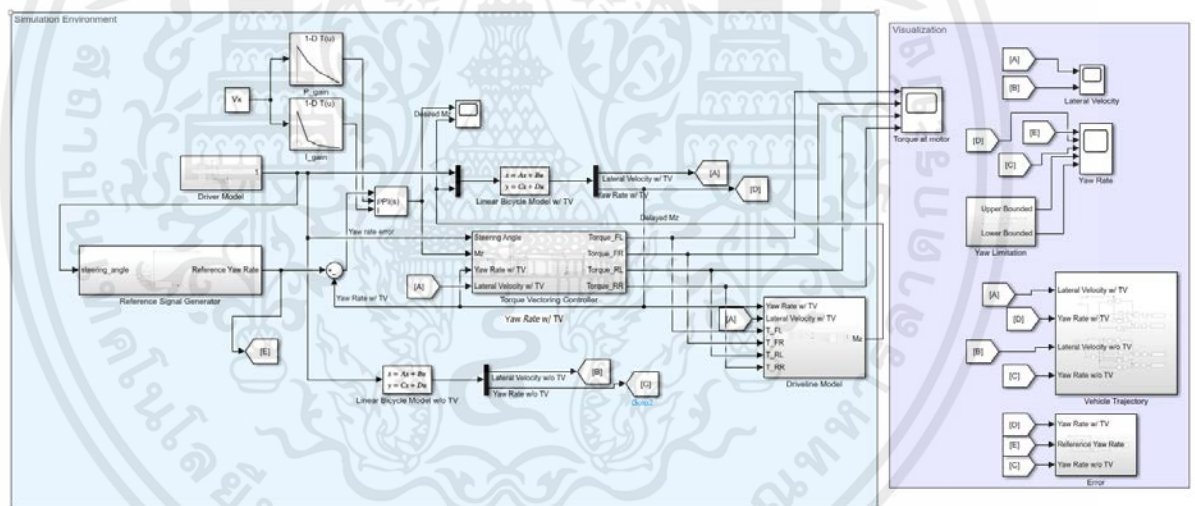 Simulation Environment
1-D T(u)
P_gain
Vx
1-D T(u)
I_gain
Desired Mz
Driver Model
1
PI(s)
ẋ = Ax + Bu
y = Cx + Du
Linear Bicycle Model w/ TV
Lateral Velocity w/ TV
Yaw Rate w/ TV
[A]
[D]
Delayed Mz
Yaw rate error
steering_angle
Reference Yaw Rate
Reference Signal Generator
Yaw Rate w/ TV
[E]
[A]
Steering Angle
Mz
Yaw Rate w/ TV
Lateral Velocity w/ TV
Torque_FL
Torque_FR
Torque_RL
Torque_RR
Torque Vectoring Controller
Yaw Rate w/ TV
[A]
Yaw Rate w/ TV
Lateral Velocity w/ TV
T_FL
T_FR
T_RL
T_RR
Mz
Driveline Model
ẋ = Ax + Bu
y = Cx + Du
Linear Bicycle Model w/o TV
Lateral Velocity w/o TV
Yaw Rate w/o TV
[B]
[C]
Goto2
Torque at motor
Visualization
[A]
[B]
Lateral Velocity
[D]
[E]
[C]
Yaw Rate
Upper Bounded
Lower Bounded
Yaw Limitation
[A]
Lateral Velocity w/ TV
[D]
Yaw Rate w/ TV
[B]
Lateral Velocity w/o TV
[C]
Yaw Rate w/o TV
Vehicle Trajectory
[D]
Yaw Rate w/ TV
[E]
Reference Yaw Rate
[C]
Yaw Rate w/o TV
Error